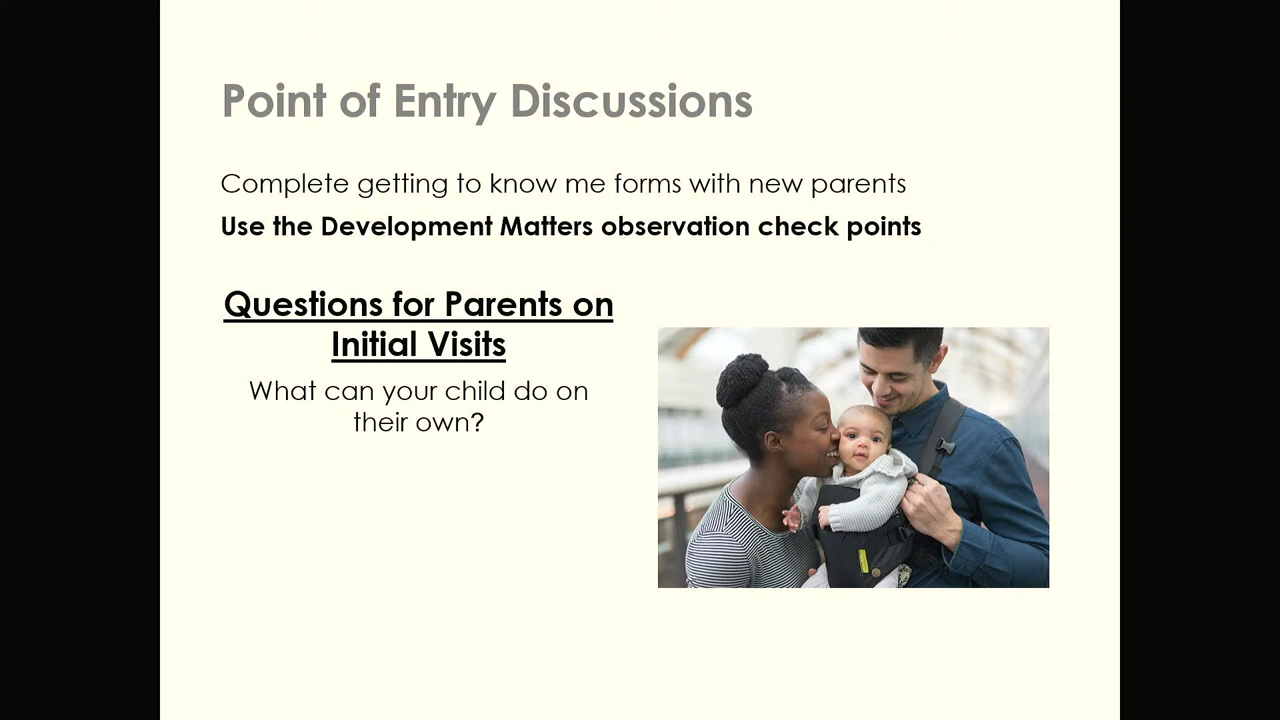 Point of Entry Discussions
Complete getting to know me forms with new parents
Use the Development Matters observation check points
Questions for Parents on
Initial Visits
What can your child do on
their own?